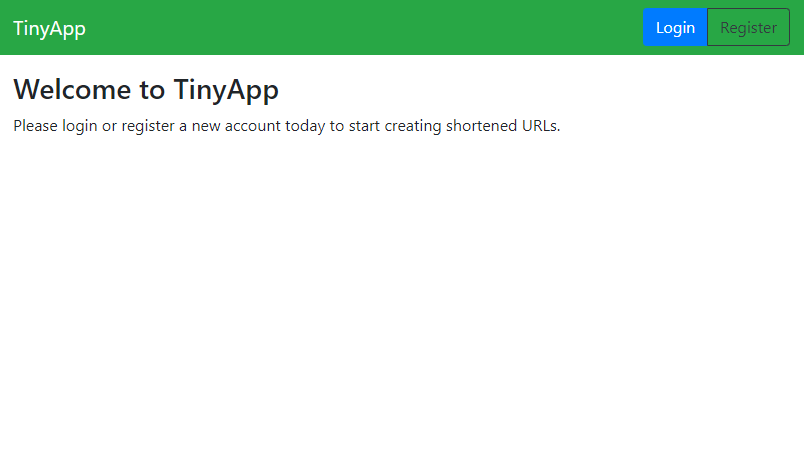 TinyApp
Login Register
Welcome to TinyApp
Please login or register a new account today to start creating shortened URLs.